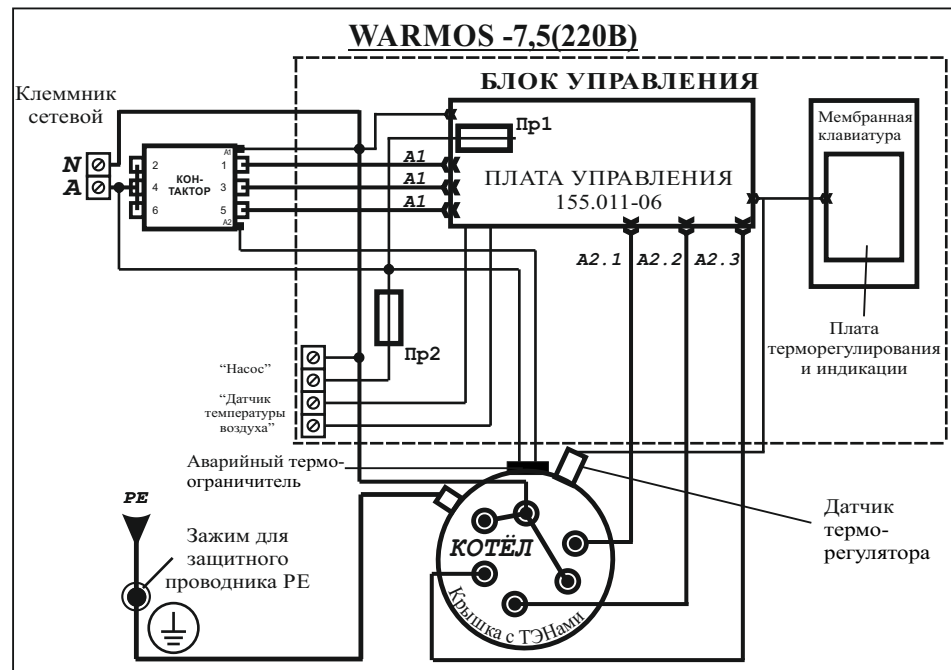 WARMOS -7,5(220В)
БЛОК УПРАВЛЕНИЯ
Клеммник
сетевой
N
A
2
4
6
КОН-
ТАКТОР
A1
1
3
5
A2
A1
A1
A1
Пр1
ПЛАТА УПРАВЛЕНИЯ
155.011-06
Мембранная
клавиатура
A2.1
A2.2
A2.3
Пр2
Плата
терморегулирования
и индикации
“Насос”
“Датчик
температуры
воздуха”
Аварийный термо-
ограничитель
PE
Зажим для
защитного
проводника PE
КОТЁЛ
Крышка с ТЭНами
Датчик
термо-
регулятора